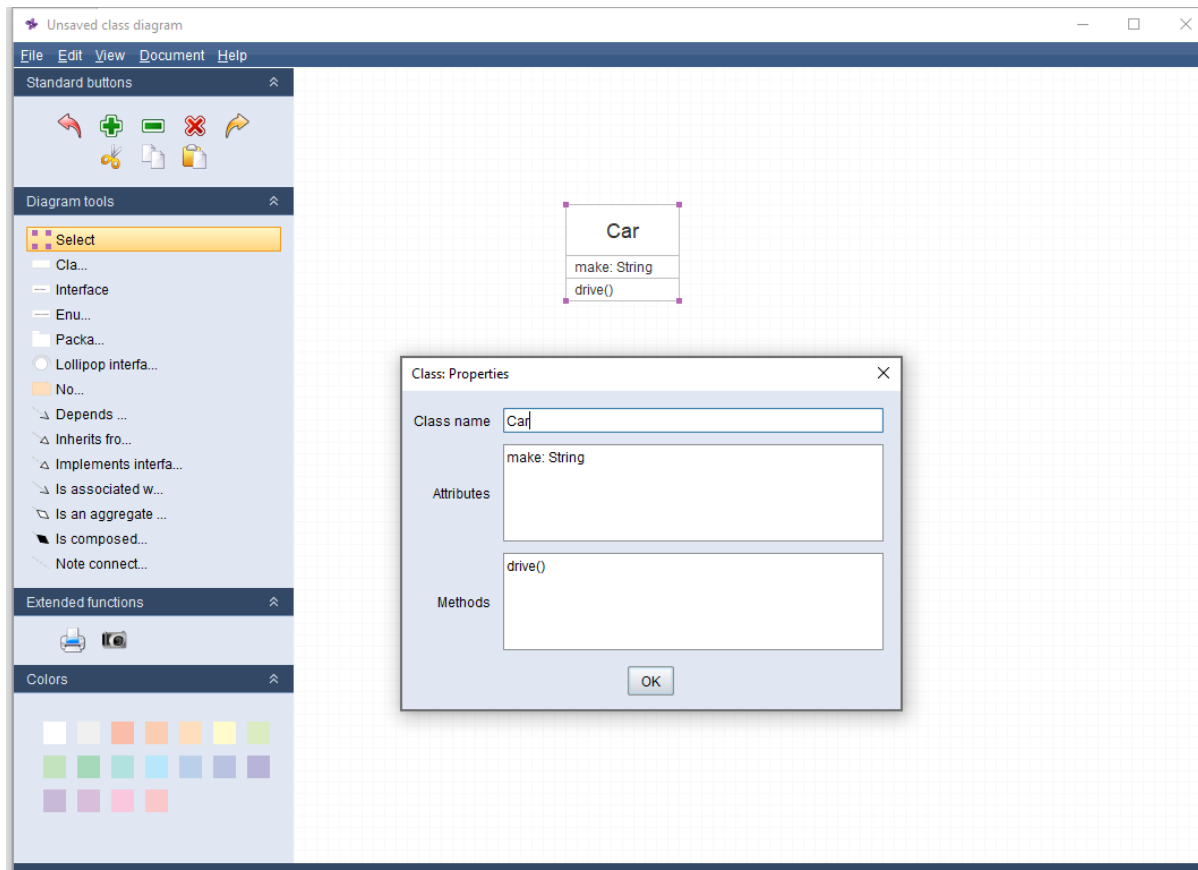 Unsaved class diagram
File Edit View Document Help
Standard buttons
Diagram tools
Select
Cla...
Interface
Enu...
Packa...
Lollipop interfa...
No...
Depends ...
Inherits fro...
Implements interfa...
Is associated w...
Is an aggregate ...
Is composed...
Note connect...
Extended functions
Colors
Car
make: String
drive()
Class: Properties
Class name Car
Attributes make: String
Methods drive()
OK